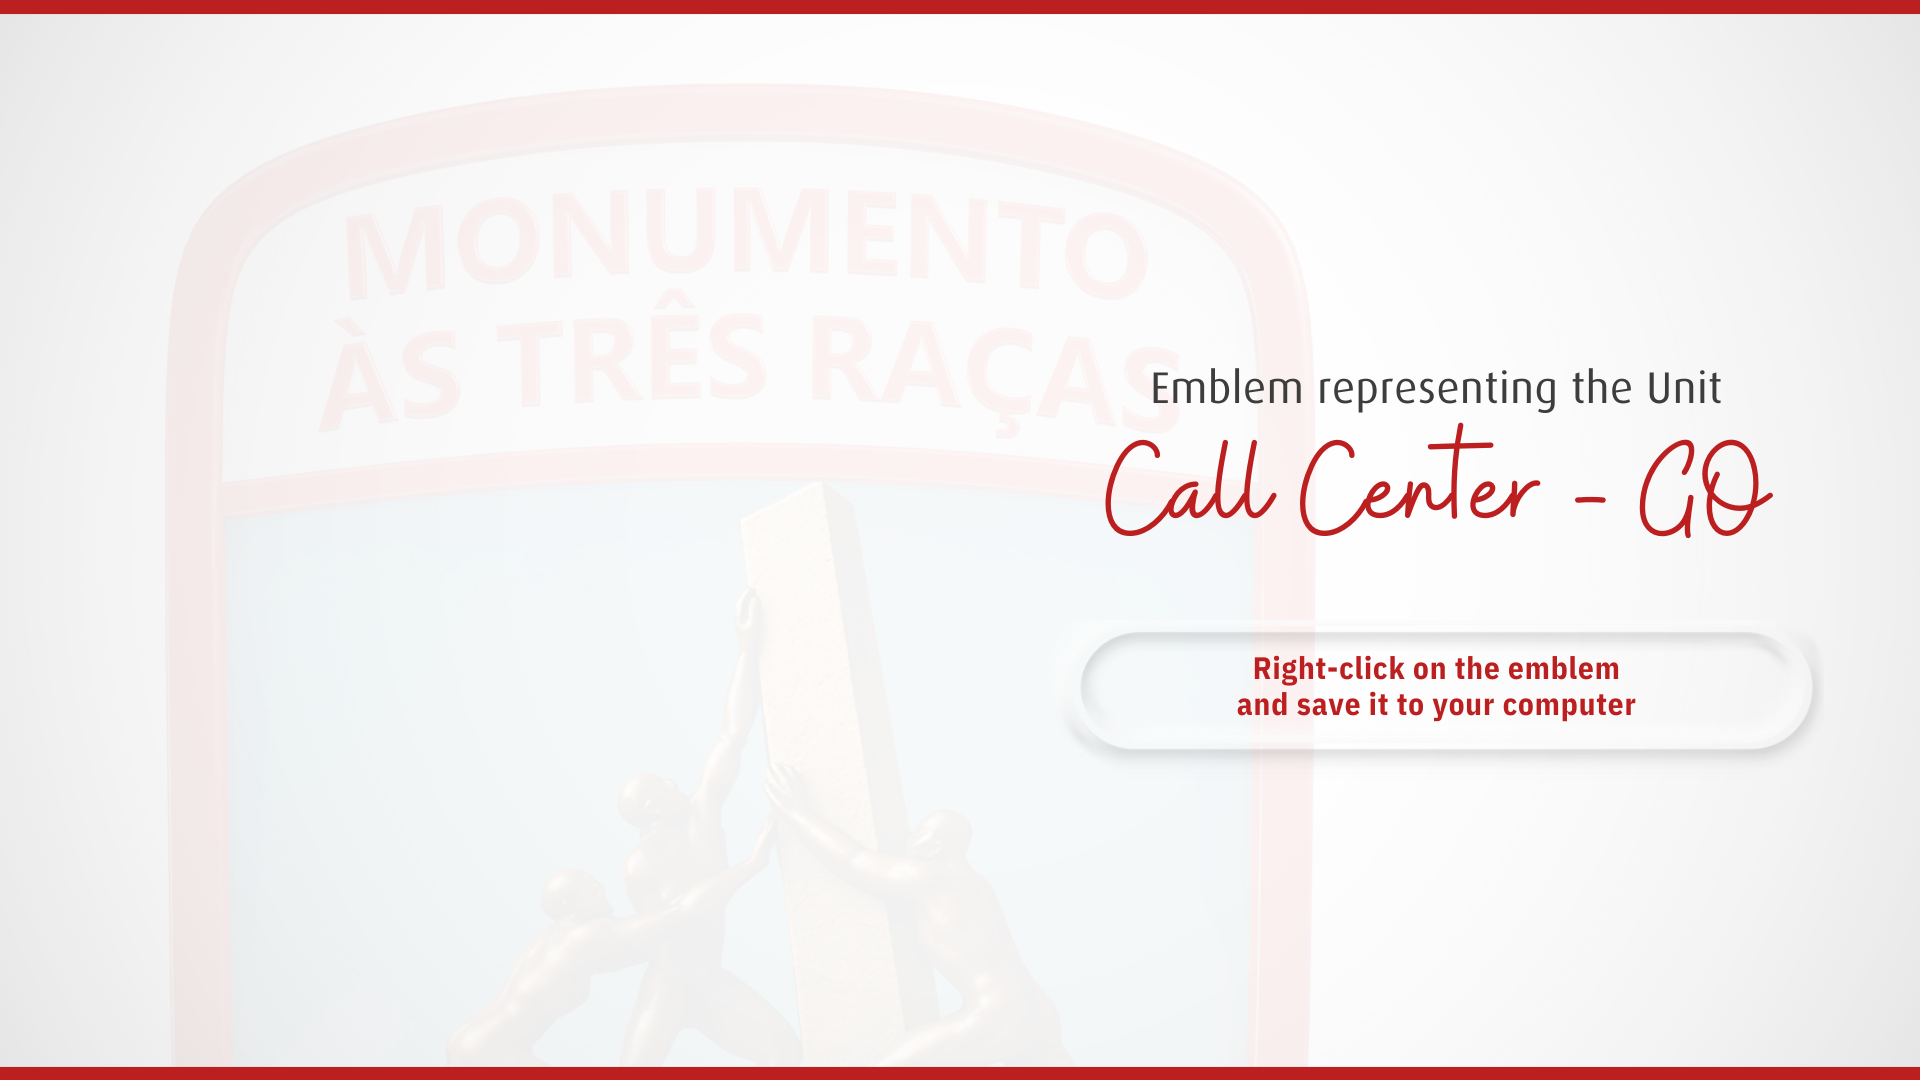 MONUMENTO
ÀS TRÊS RAÇAS
Emblem representing the Unit
Call Center - GO
Right-click on the emblem
and save it to your computer